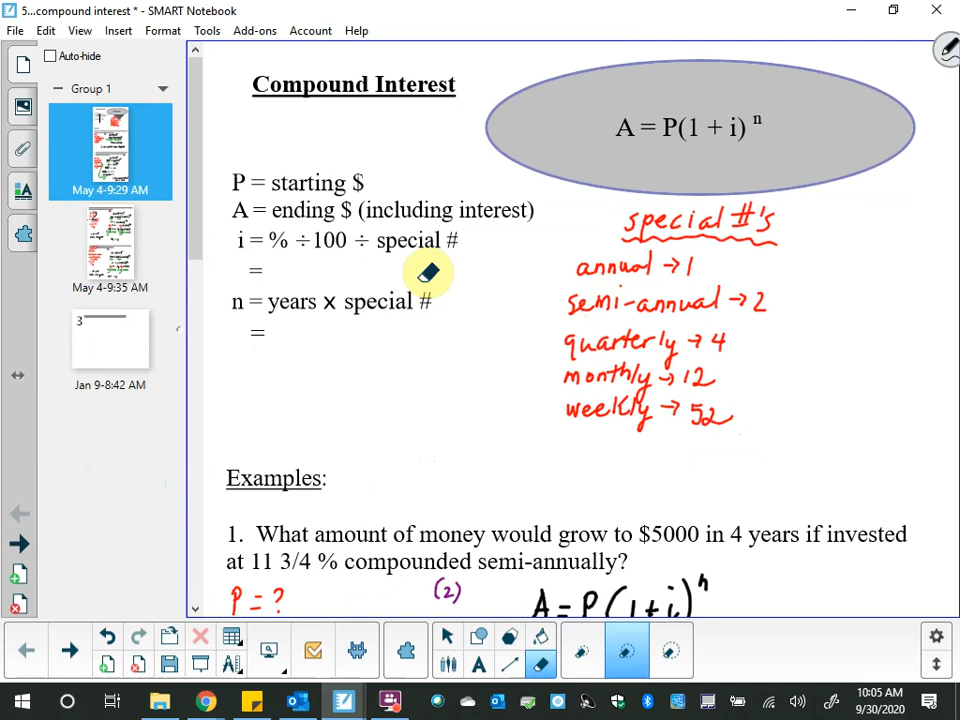 5...compound interest * - SMART Notebook
File Edit View Insert Format Tools Add-ons Account Help
Auto-hide
Group 1
May 4-9:29 AM
May 4-9:35 AM
3
Jan 9-8:42 AM
Compound Interest
A = P(1 + i) n
P = starting $
A = ending $ (including interest)
i = % ÷100 ÷ special #
=
n = years x special #
=
special #'s
annual → 1
semi-annual → 2
quarterly → 4
monthly → 12
weekly → 52
Examples:
1. What amount of money would grow to $5000 in 4 years if invested
at 11 3/4 % compounded semi-annually?
P = ?
(2)
A = P(1+i)n
10:05 AM
9/30/2020